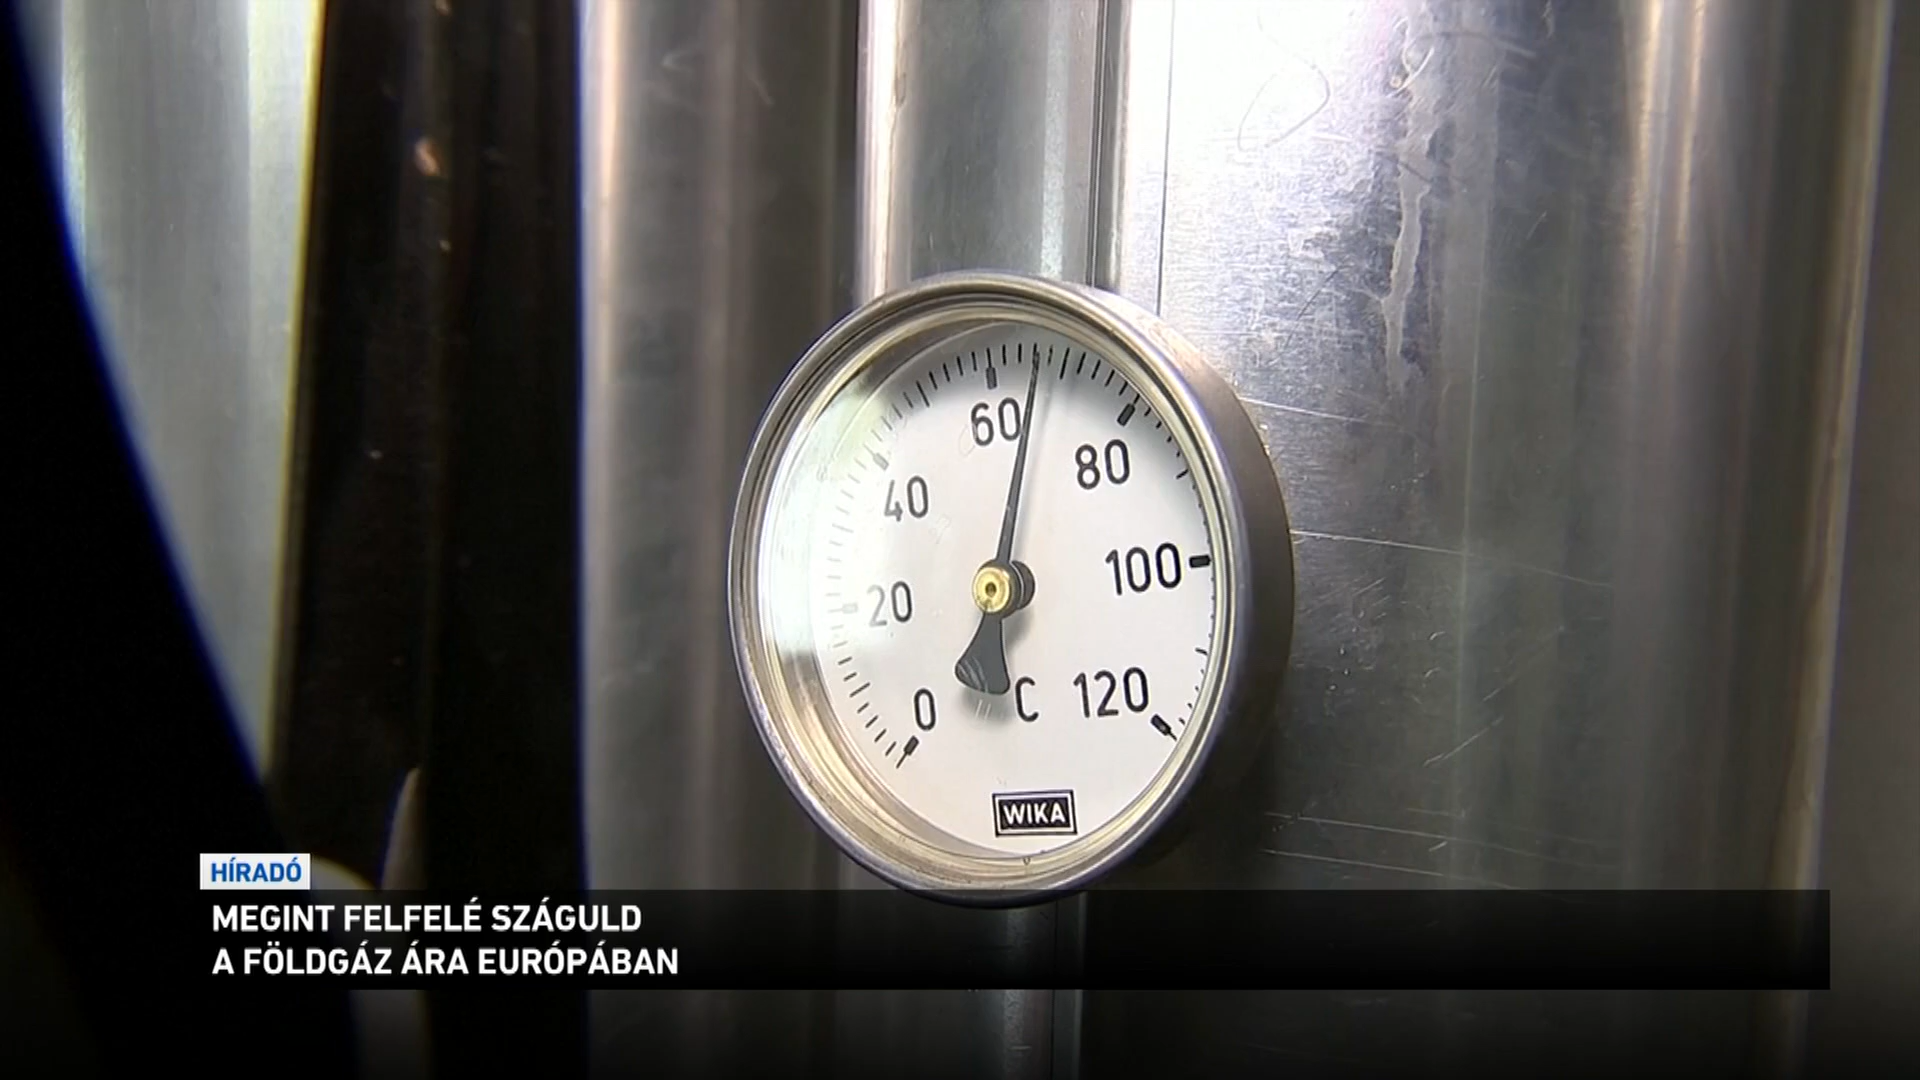 60
80
40
100
20
0
C
120
WIKA
HÍRADÓ
MEGINT FELFELÉ SZÁGULD
A FÖLDGÁZ ÁRA EURÓPÁBAN